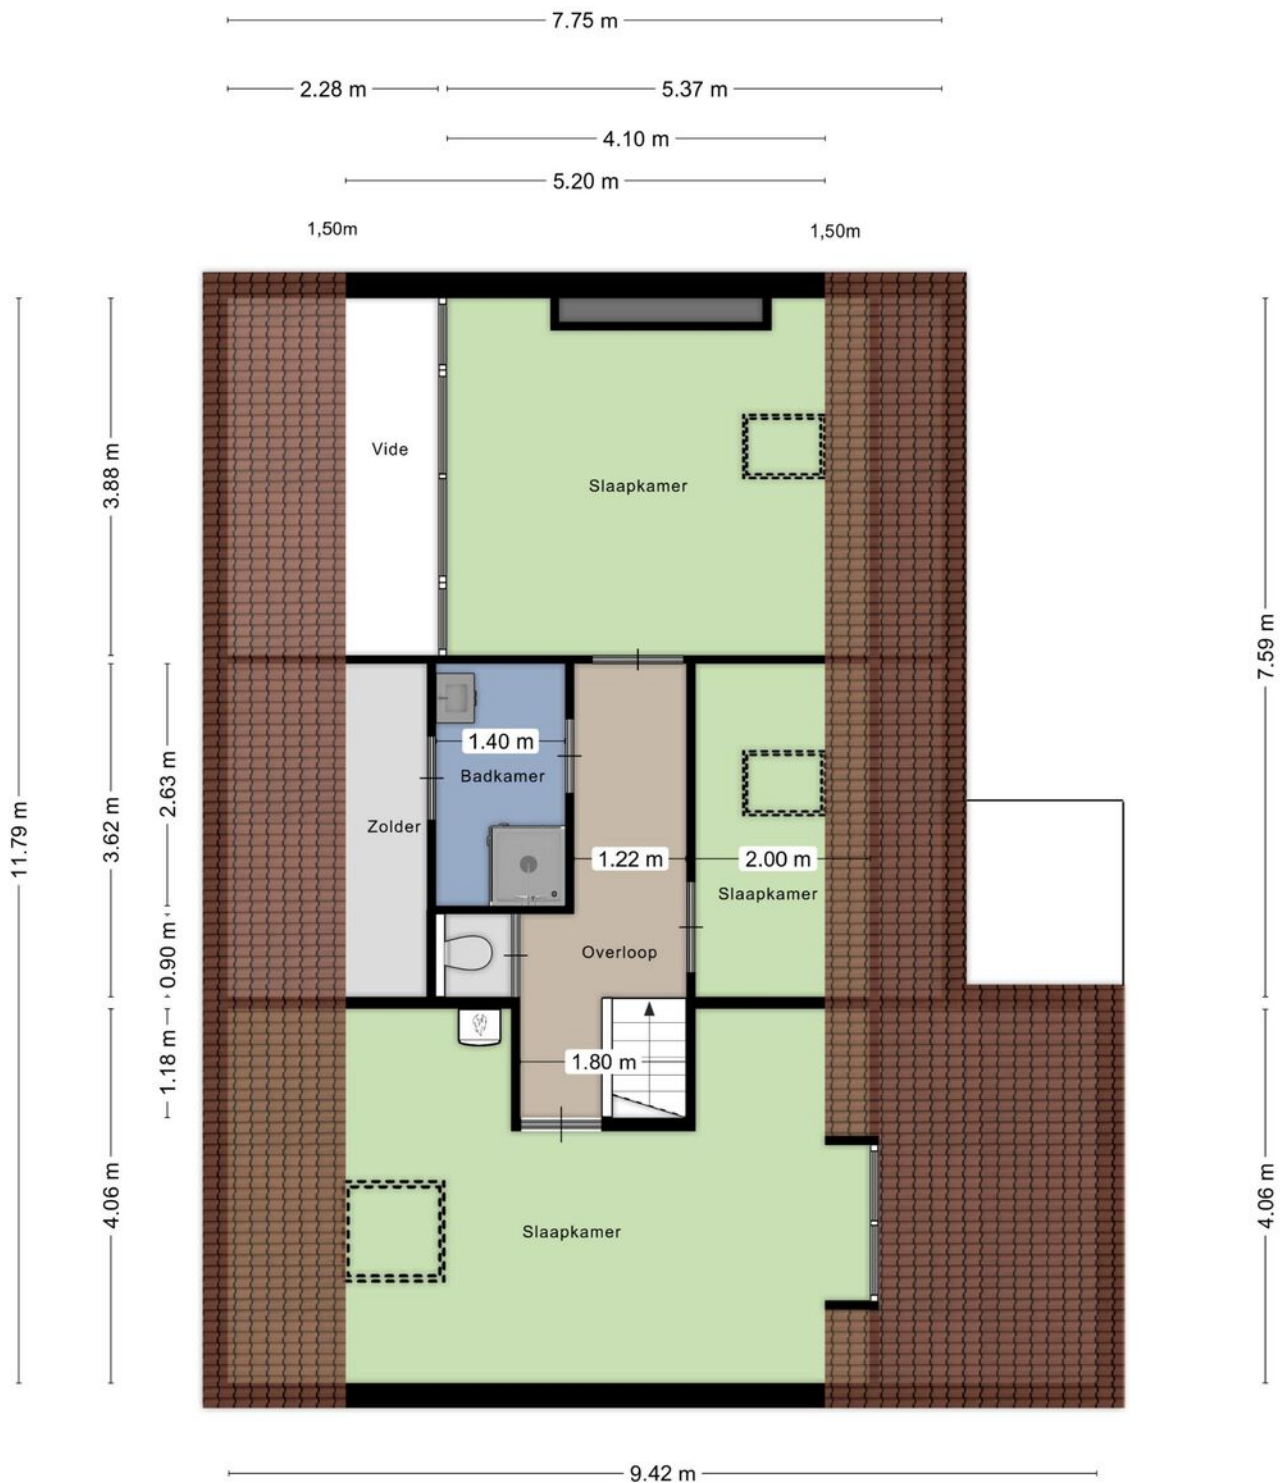 7.75 m
2.28 m
5.37 m
4.10 m
5.20 m
1,50m
1,50m
Vide
Slaapkamer
3.88 m
7.59 m
11.79 m
3.62 m
2.63 m
1.40 m
Badkamer
Zolder
1.22 m
2.00 m
Slaapkamer
0.90 m
Overloop
1.18 m
1.80 m
4.06 m
4.06 m
Slaapkamer
9.42 m